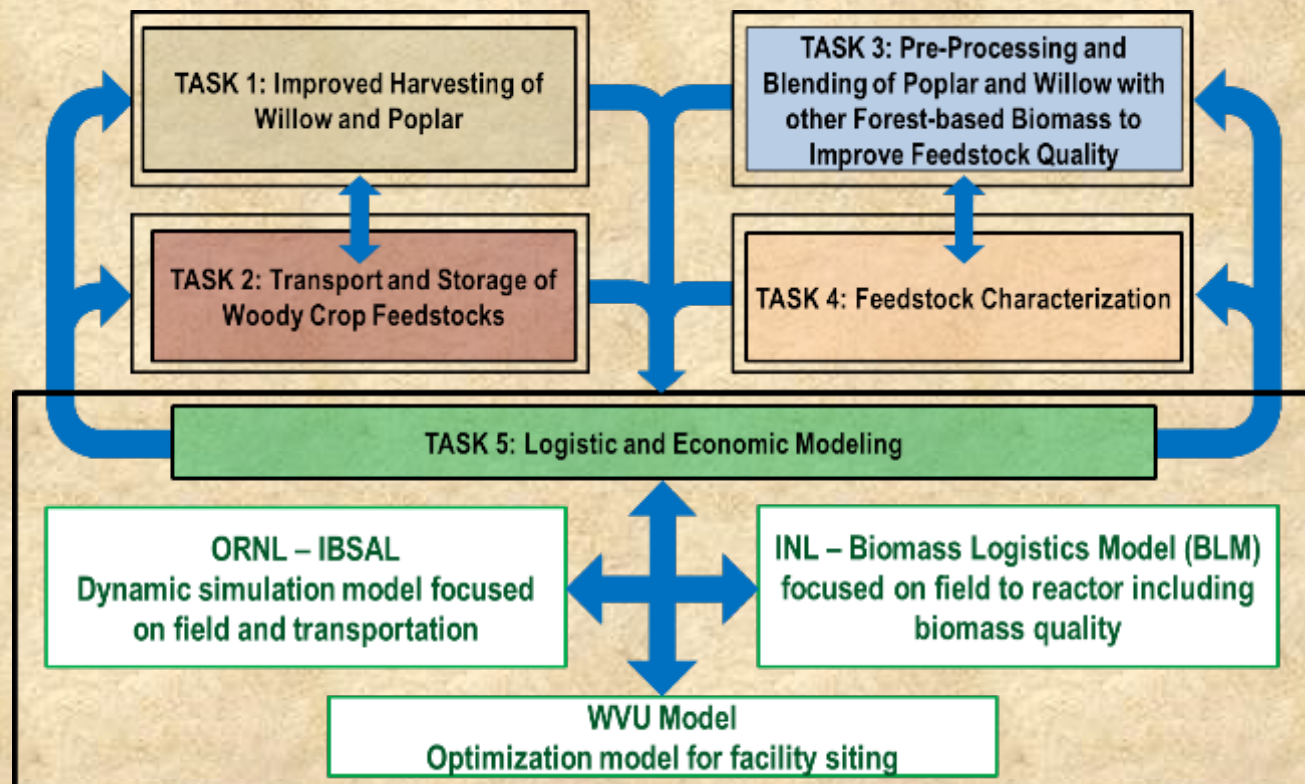 TASK 1: Improved Harvesting of
Willow and Poplar
TASK 3: Pre-Processing and
Blending of Poplar and Willow with
other Forest-based Biomass to
Improve Feedstock Quality
TASK 2: Transport and Storage of
Woody Crop Feedstocks
TASK 4: Feedstock Characterization
TASK 5: Logistic and Economic Modeling
ORNL – IBSAL
Dynamic simulation model focused
on field and transportation
INL – Biomass Logistics Model (BLM)
focused on field to reactor including
biomass quality
WVU Model
Optimization model for facility siting